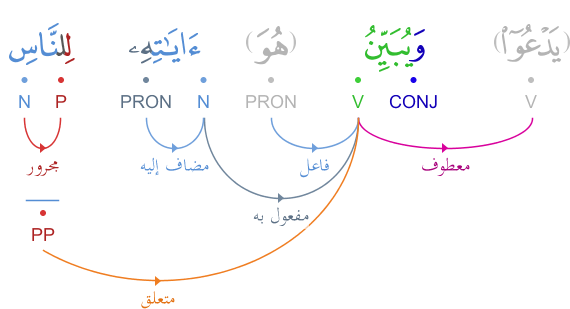 (يَدْعُوٓا۟) وَيُبَيِّنُ (هُوَ) ءَايَـٰتِهِۦ لِلنَّاسِ
V CONJ V PRON N PRON P N
معطوف فاعل مضاف إليه مجرور
مفعول به
PP
متعلق